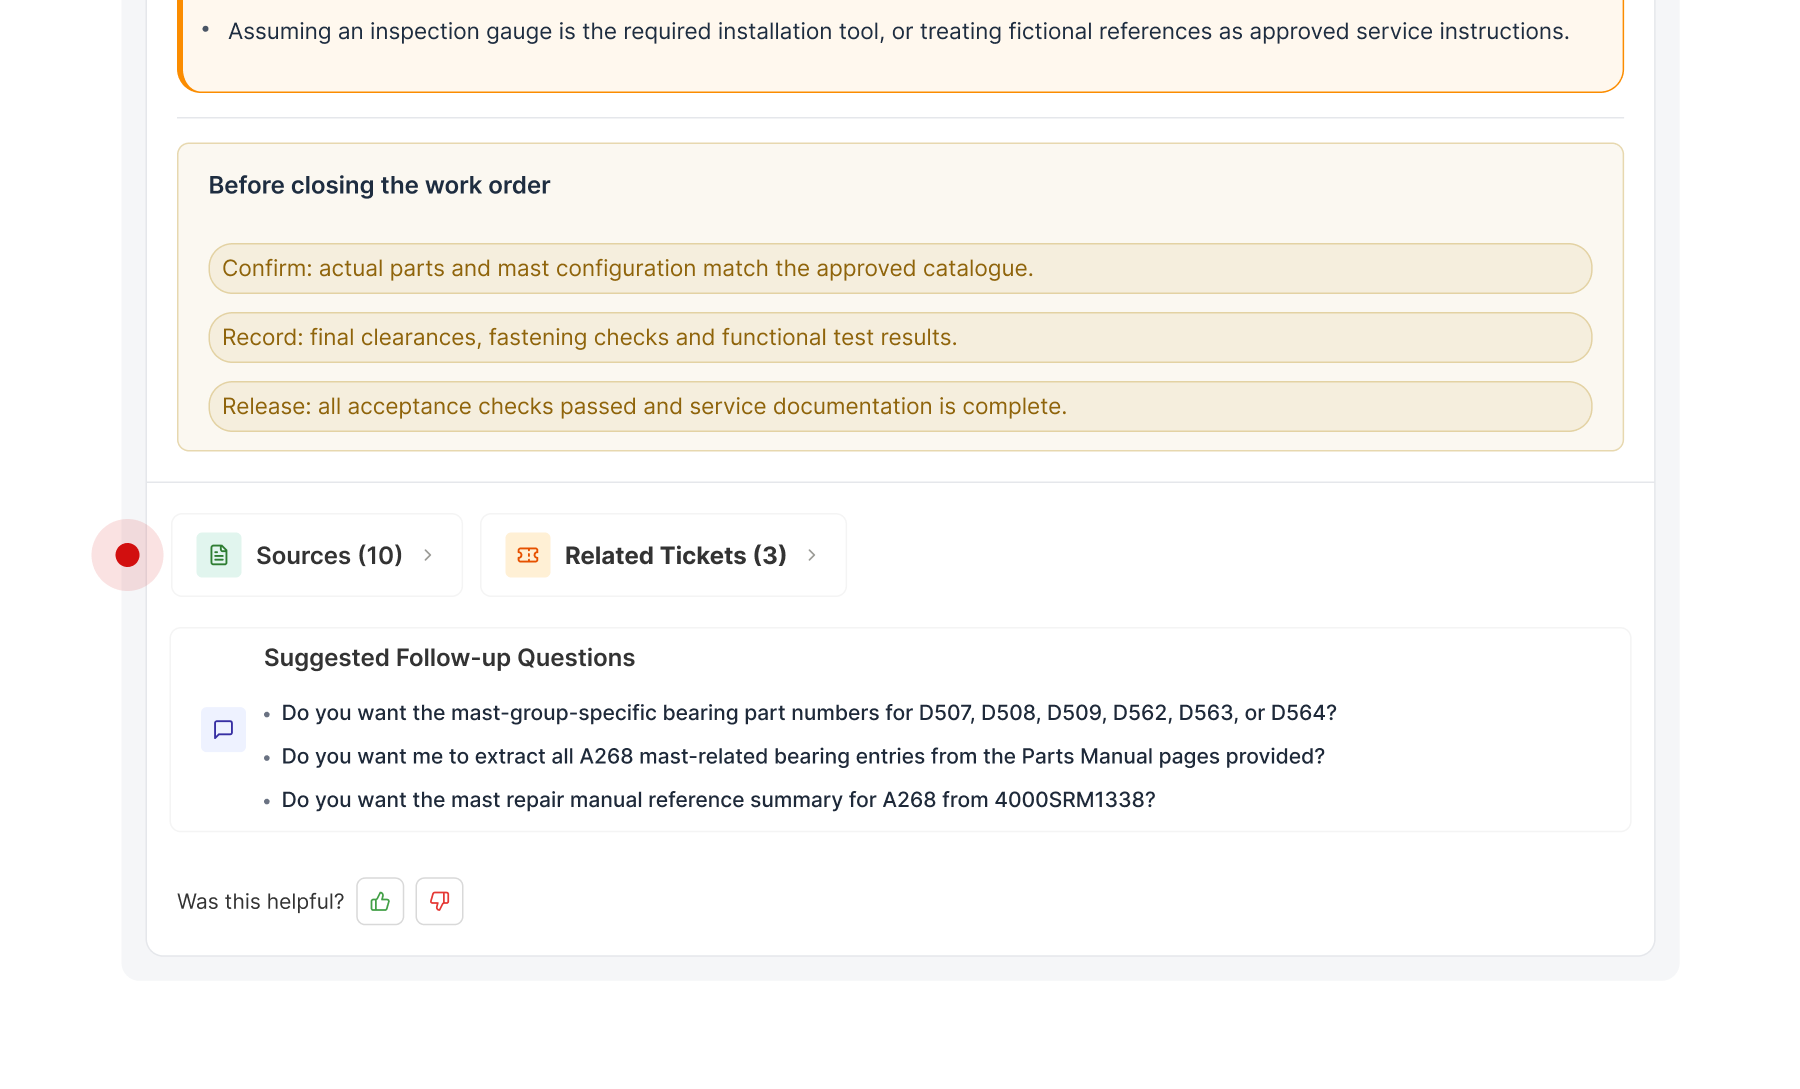 • Assuming an inspection gauge is the required installation tool, or treating fictional references as approved service instructions.
Before closing the work order
Confirm: actual parts and mast configuration match the approved catalogue.
Record: final clearances, fastening checks and functional test results.
Release: all acceptance checks passed and service documentation is complete.
Sources (10)
Related Tickets (3)
Suggested Follow-up Questions
• Do you want the mast-group-specific bearing part numbers for D507, D508, D509, D562, D563, or D564?
• Do you want me to extract all A268 mast-related bearing entries from the Parts Manual pages provided?
• Do you want the mast repair manual reference summary for A268 from 4000SRM1338?
Was this helpful?